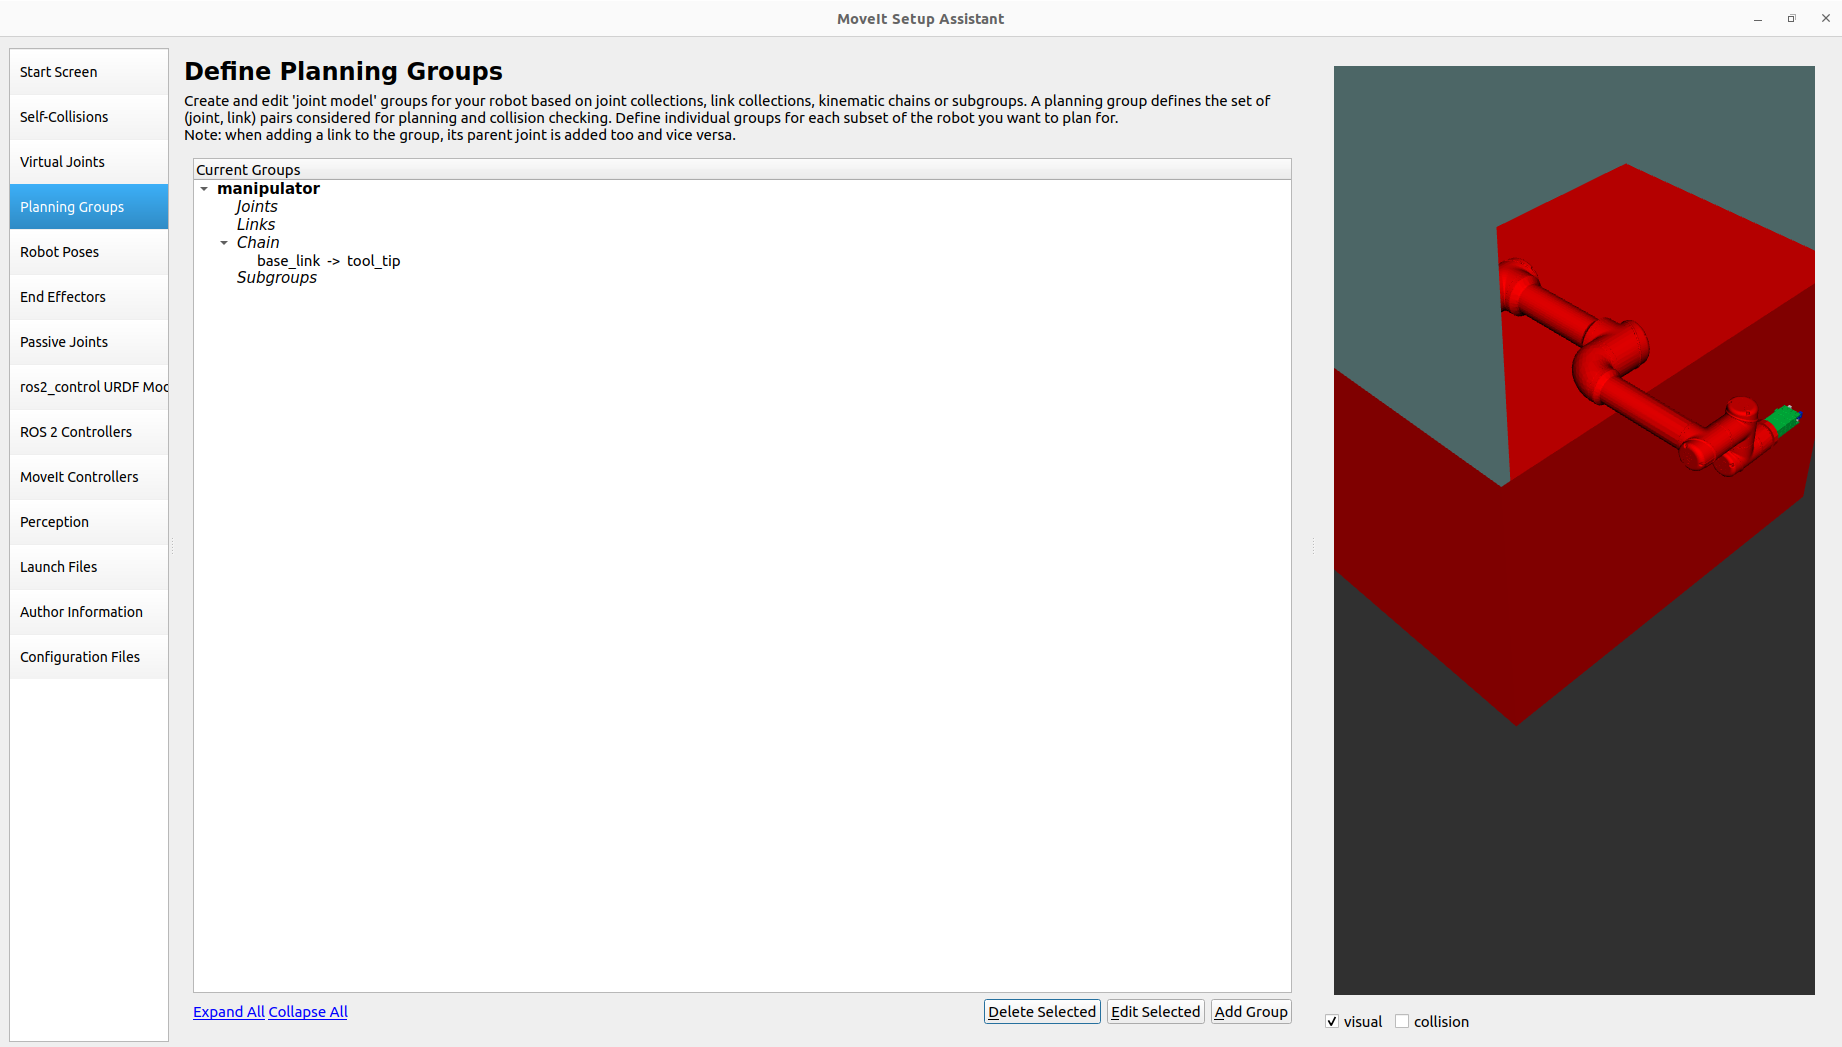 MoveIt Setup Assistant
Start Screen
Self-Collisions
Virtual Joints
Planning Groups
Robot Poses
End Effectors
Passive Joints
ros2_control URDF Moc
ROS 2 Controllers
MoveIt Controllers
Perception
Launch Files
Author Information
Configuration Files
Define Planning Groups
Create and edit 'joint model' groups for your robot based on joint collections, link collections, kinematic chains or subgroups. A planning group defines the set of
(joint, link) pairs considered for planning and collision checking. Define individual groups for each subset of the robot you want to plan for.
Note: when adding a link to the group, its parent joint is added too and vice versa.
Current Groups
manipulator
Joints
Links
Chain
base_link -> tool_tip
Subgroups
Expand All Collapse All
Delete Selected
Edit Selected
Add Group
visual
collision